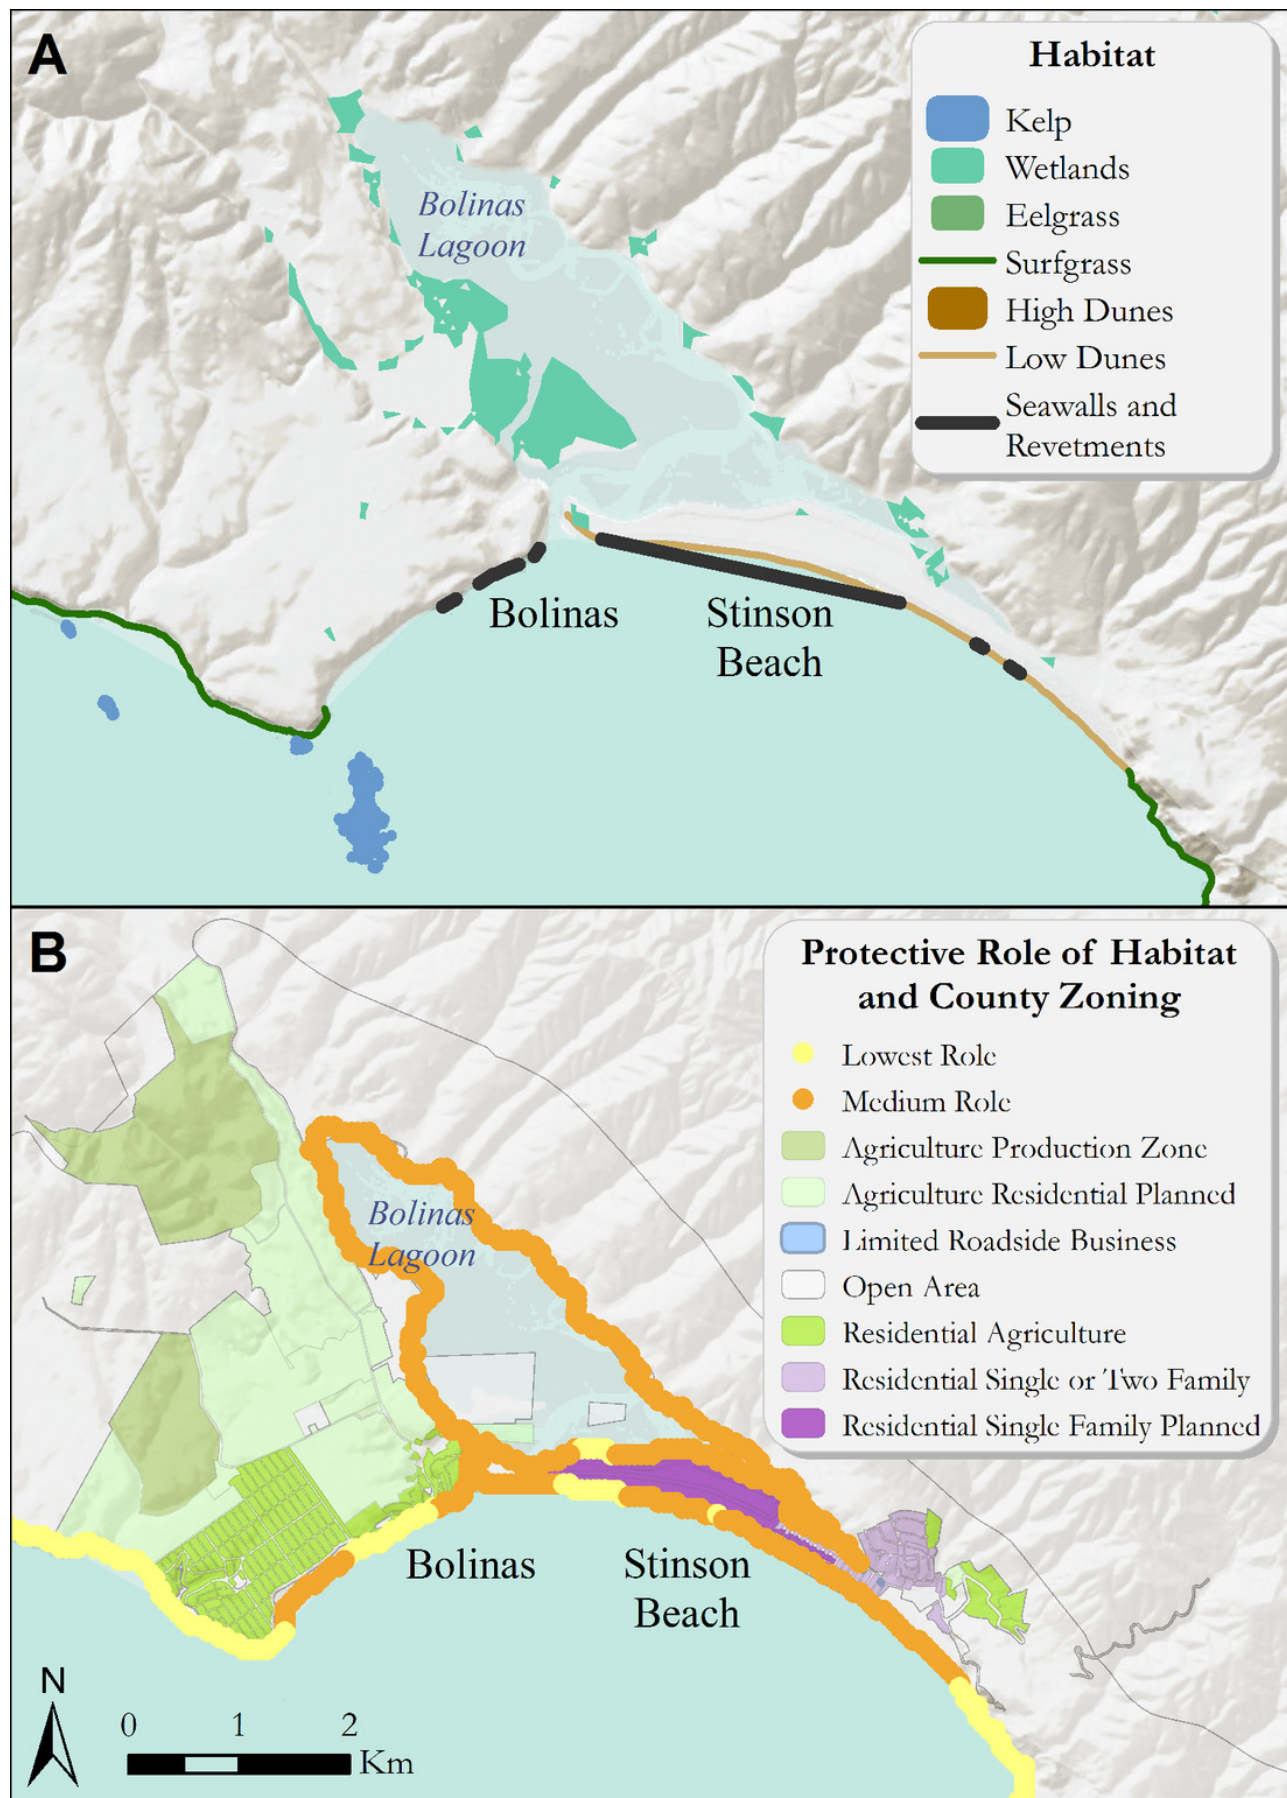 A
Habitat
Kelp
Wetlands
Eelgrass
Surfgrass
High Dunes
Low Dunes
Seawalls and
Revetments
Bolinas
Lagoon
Bolinas
Stinson
Beach
B
Protective Role of Habitat
and County Zoning
Lowest Role
Medium Role
Agriculture Production Zone
Agriculture Residential Planned
Limited Roadside Business
Open Area
Residential Agriculture
Residential Single or Two Family
Residential Single Family Planned
Bolinas
Lagoon
Bolinas
Stinson
Beach
N
0 1 2
Km